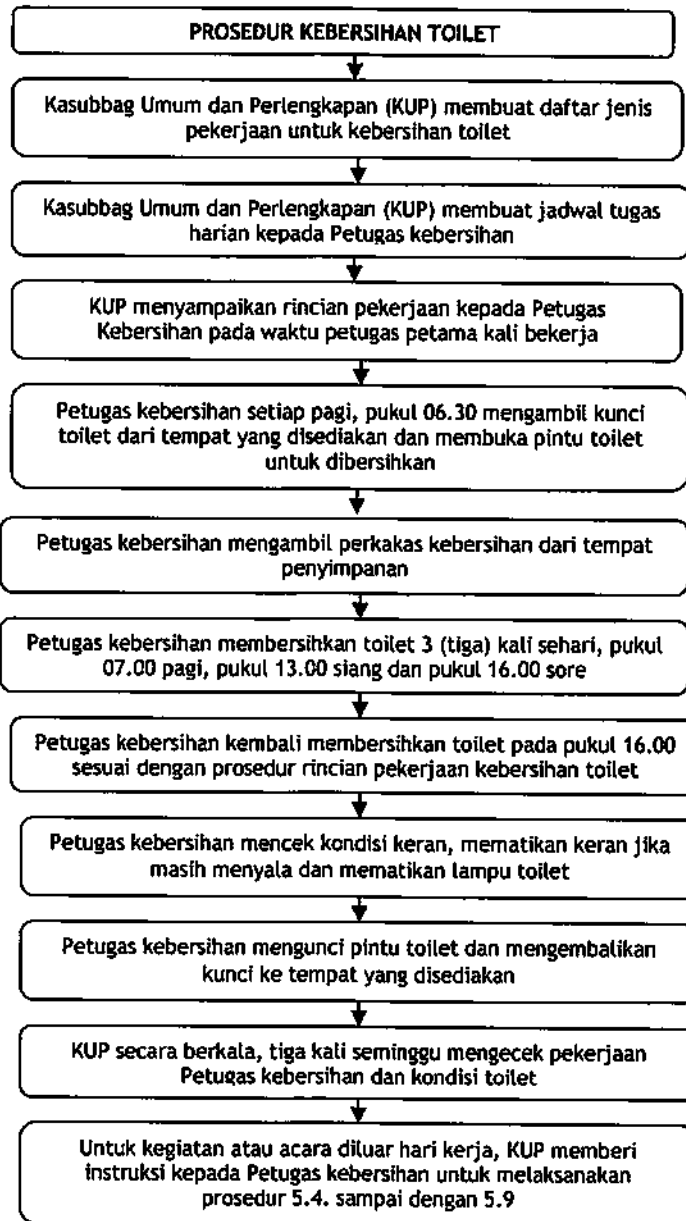 PROSEDUR KEBERSIHAN TOILET
Kasubbag Umum dan Perlengkapan (KUP) membuat daftar jenis
pekerjaan untuk kebersihan toilet
Kasubbag Umum dan Perlengkapan (KUP) membuat jadwal tugas
harian kepada Petugas kebersihan
KUP menyampaikan rincian pekerjaan kepada Petugas
Kebersihan pada waktu petugas petama kali bekerja
Petugas kebersihan setiap pagi, pukul 06.30 mengambil kunci
toilet dari tempat yang disediakan dan membuka pintu toilet
untuk dibersihkan
Petugas kebersihan mengambil perkakas kebersihan dari tempat
penyimpanan
Petugas kebersihan membersihkan toilet 3 (tiga) kali sehari, pukul
07.00 pagi, pukul 13.00 siang dan pukul 16.00 sore
Petugas kebersihan kembali membersihkan toilet pada pukul 16.00
sesuai dengan prosedur rincian pekerjaan kebersihan toilet
Petugas kebersihan mencek kondisi keran, mematikan keran jika
masih menyala dan mematikan lampu toilet
Petugas kebersihan mengunci pintu toilet dan mengembalikan
kunci ke tempat yang disediakan
KUP secara berkala, tiga kali seminggu mengecek pekerjaan
Petugas kebersihan dan kondisi toilet
Untuk kegiatan atau acara diluar hari kerja, KUP memberi
instruksi kepada Petugas kebersihan untuk melaksanakan
prosedur 5.4. sampai dengan 5.9